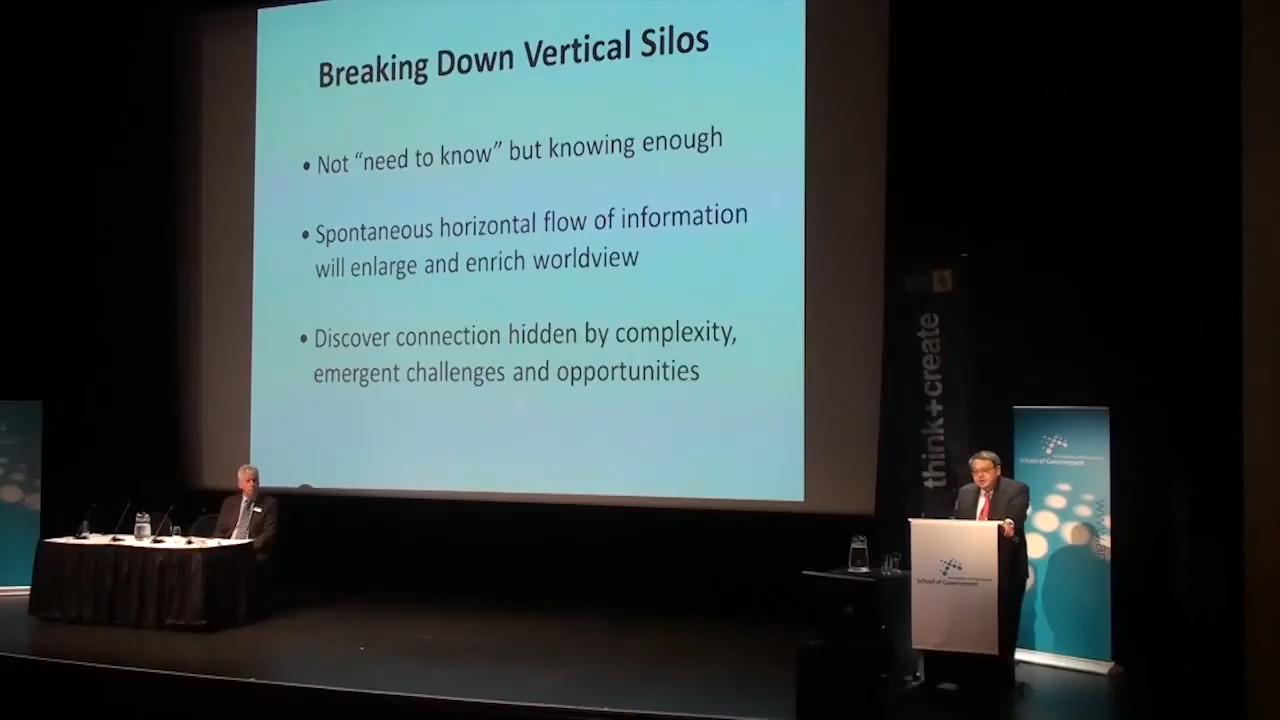 Breaking Down Vertical Silos
• Not “need to know” but knowing enough
• Spontaneous horizontal flow of information
will enlarge and enrich worldview
• Discover connection hidden by complexity,
emergent challenges and opportunities
think+create
School of Government
School of Government